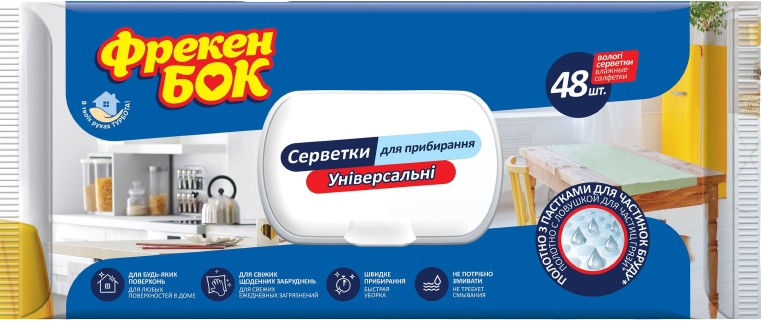 Фрекен
БОК
в твоїх руках ТУРБОТА!
48 шт.
вологі
серветки
влажные
салфетки
Серветки для прибирання
Універсальні
ПОЛОТНО З ПАСТКАМИ ДЛЯ ЧАСТИНОК БРУДУ*
ПОЛОТНО С ЛОВУШКОЙ ДЛЯ ЧАСТИЦ ГРЯЗИ*
ДЛЯ БУДЬ-ЯКИХ
ПОВЕРХОНЬ
ДЛЯ ЛЮБЫХ
ПОВЕРХНОСТЕЙ В ДОМЕ
ДЛЯ СВІЖИХ
ЩОДЕННИХ ЗАБРУДНЕНЬ
ДЛЯ СВЕЖИХ
ЕЖЕДНЕВНЫХ ЗАГРЯЗНЕНИЙ
ШВИДКЕ
ПРИБИРАННЯ
БЫСТРАЯ
УБОРКА
НЕ ПОТРІБНО
ЗМИВАТИ
НЕ ТРЕБУЕТ
СМЫВАНИЯ